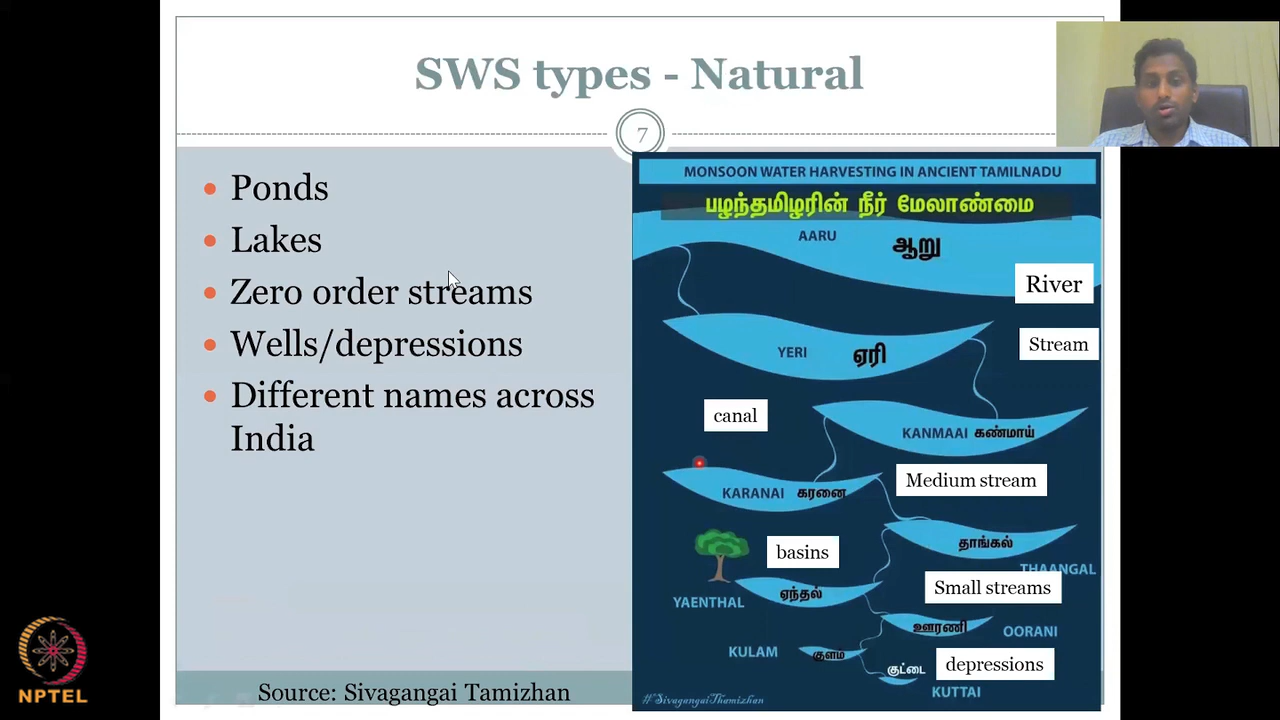 SWS types - Natural
7
Ponds
Lakes
Zero order streams
Wells/depressions
Different names across
India
Source: Sivagangai Tamizhan
MONSOON WATER HARVESTING IN ANCIENT TAMILNADU
பழந்தமிழரின் நீர் மேலாண்மை
AARU ஆறு
River
YERI ஏரி
Stream
canal
KANMAAI கண்மாய்
Medium stream
KARANAI கரணை
basins
தாங்கல்
THAANGAL
Small streams
YAENTHAL ஏந்தல்
ஊரணி
OORANI
KULAM குளம்
குட்டை
depressions
KUTTAI
#SivagangaiThamizhan
NPTEL